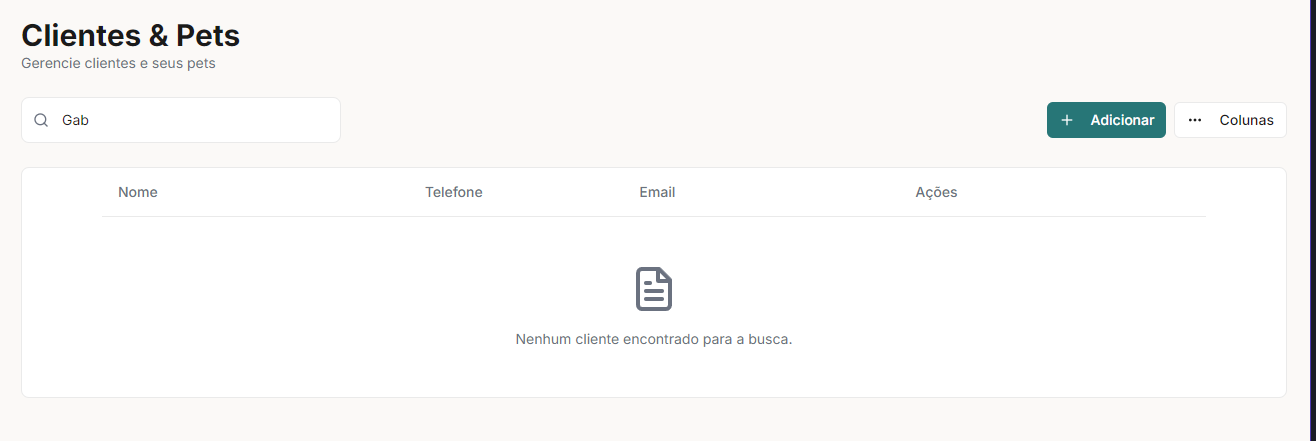 Clientes & Pets
Gerencie clientes e seus pets
Gab
Adicionar
Colunas
Nome Telefone Email Ações
Nenhum cliente encontrado para a busca.